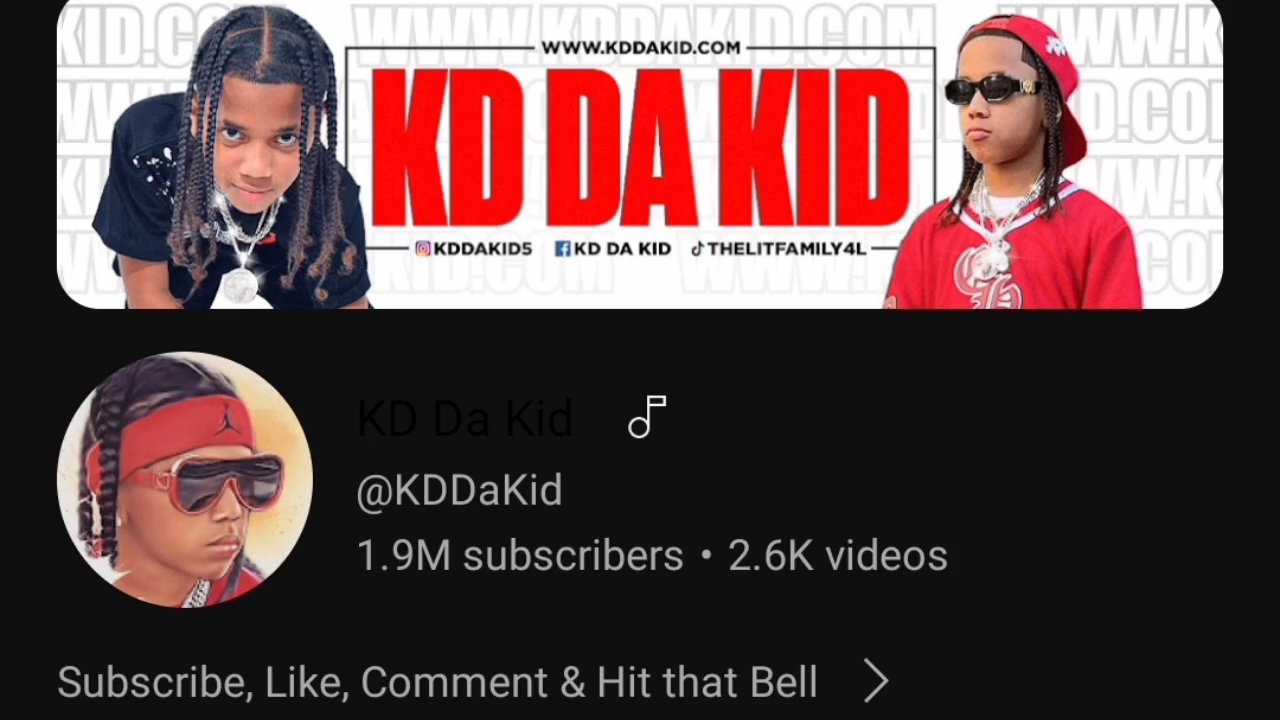 WWW.KDDAKID.COM
KD DA KID
KDDAKID5 KD DA KID THELITFAMILY4L
KD Da Kid
@KDDaKid
1.9M subscribers • 2.6K videos
Subscribe, Like, Comment & Hit that Bell